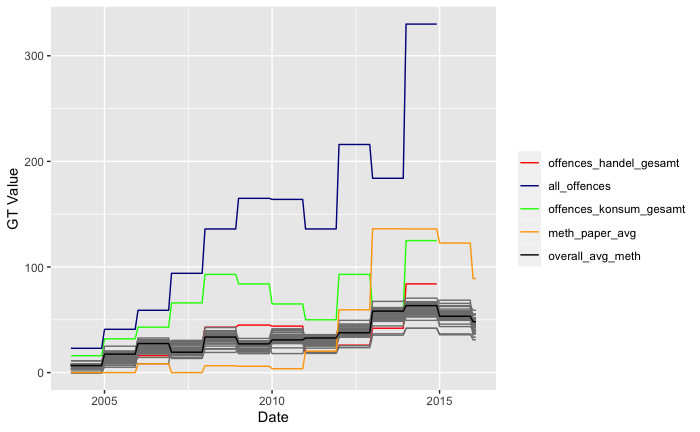 GT Value
300
200
100
0
2005
2010
2015
Date
offences_handel_gesamt
all_offences
offences_konsum_gesamt
meth_paper_avg
overall_avg_meth